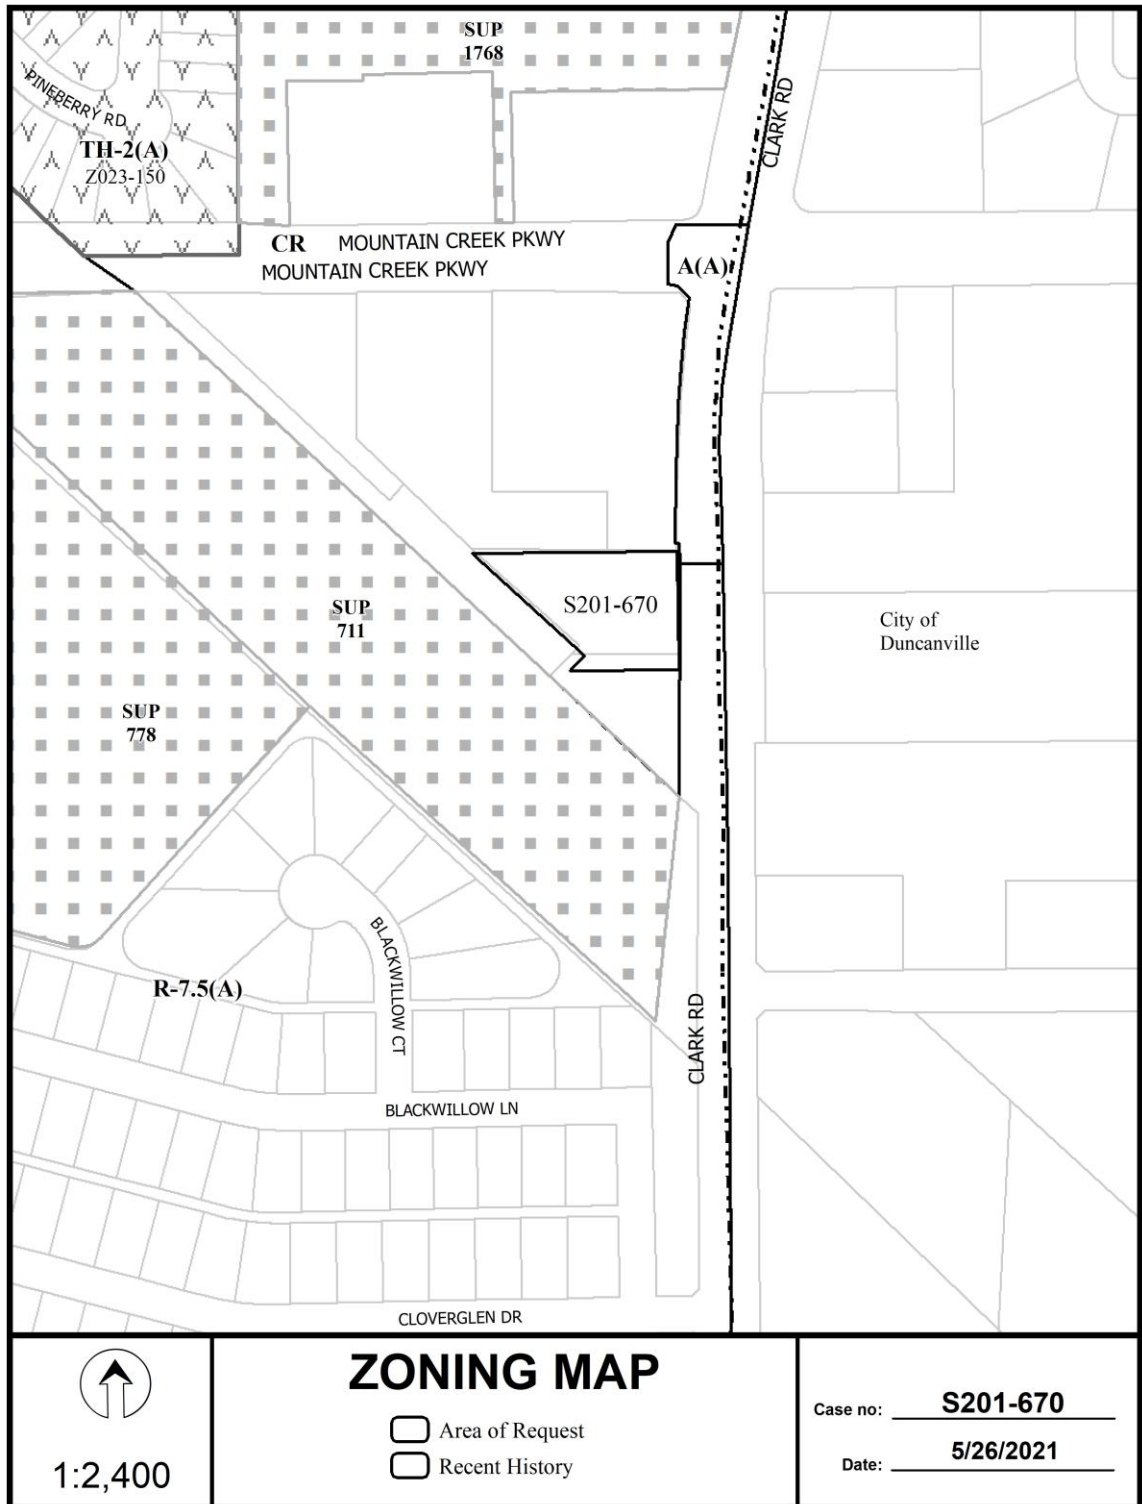 SUP
1768
PINEBERRY RD
CLARK RD
TH-2(A)
Z023-150
CR
MOUNTAIN CREEK PKWY
MOUNTAIN CREEK PKWY
A(A)
S201-670
SUP
711
City of
Duncanville
SUP
778
BLACKWILLOW CT
R-7.5(A)
CLARK RD
BLACKWILLOW LN
CLOVERGLEN DR
1:2,400
ZONING MAP
Area of Request
Recent History
Case no: S201-670
Date: 5/26/2021